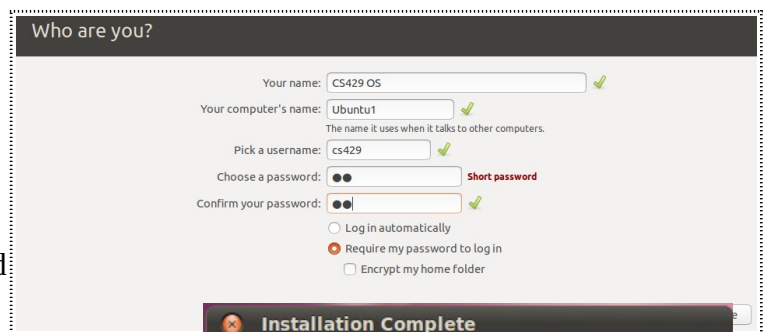 Who are you?
Your name: CS429 OS
Your computer's name: Ubuntu1
The name it uses when it talks to other computers.
Pick a username: cs429
Choose a password: ●● Short password
Confirm your password: ●●
Log in automatically
Require my password to log in
Encrypt my home folder
Installation Complete